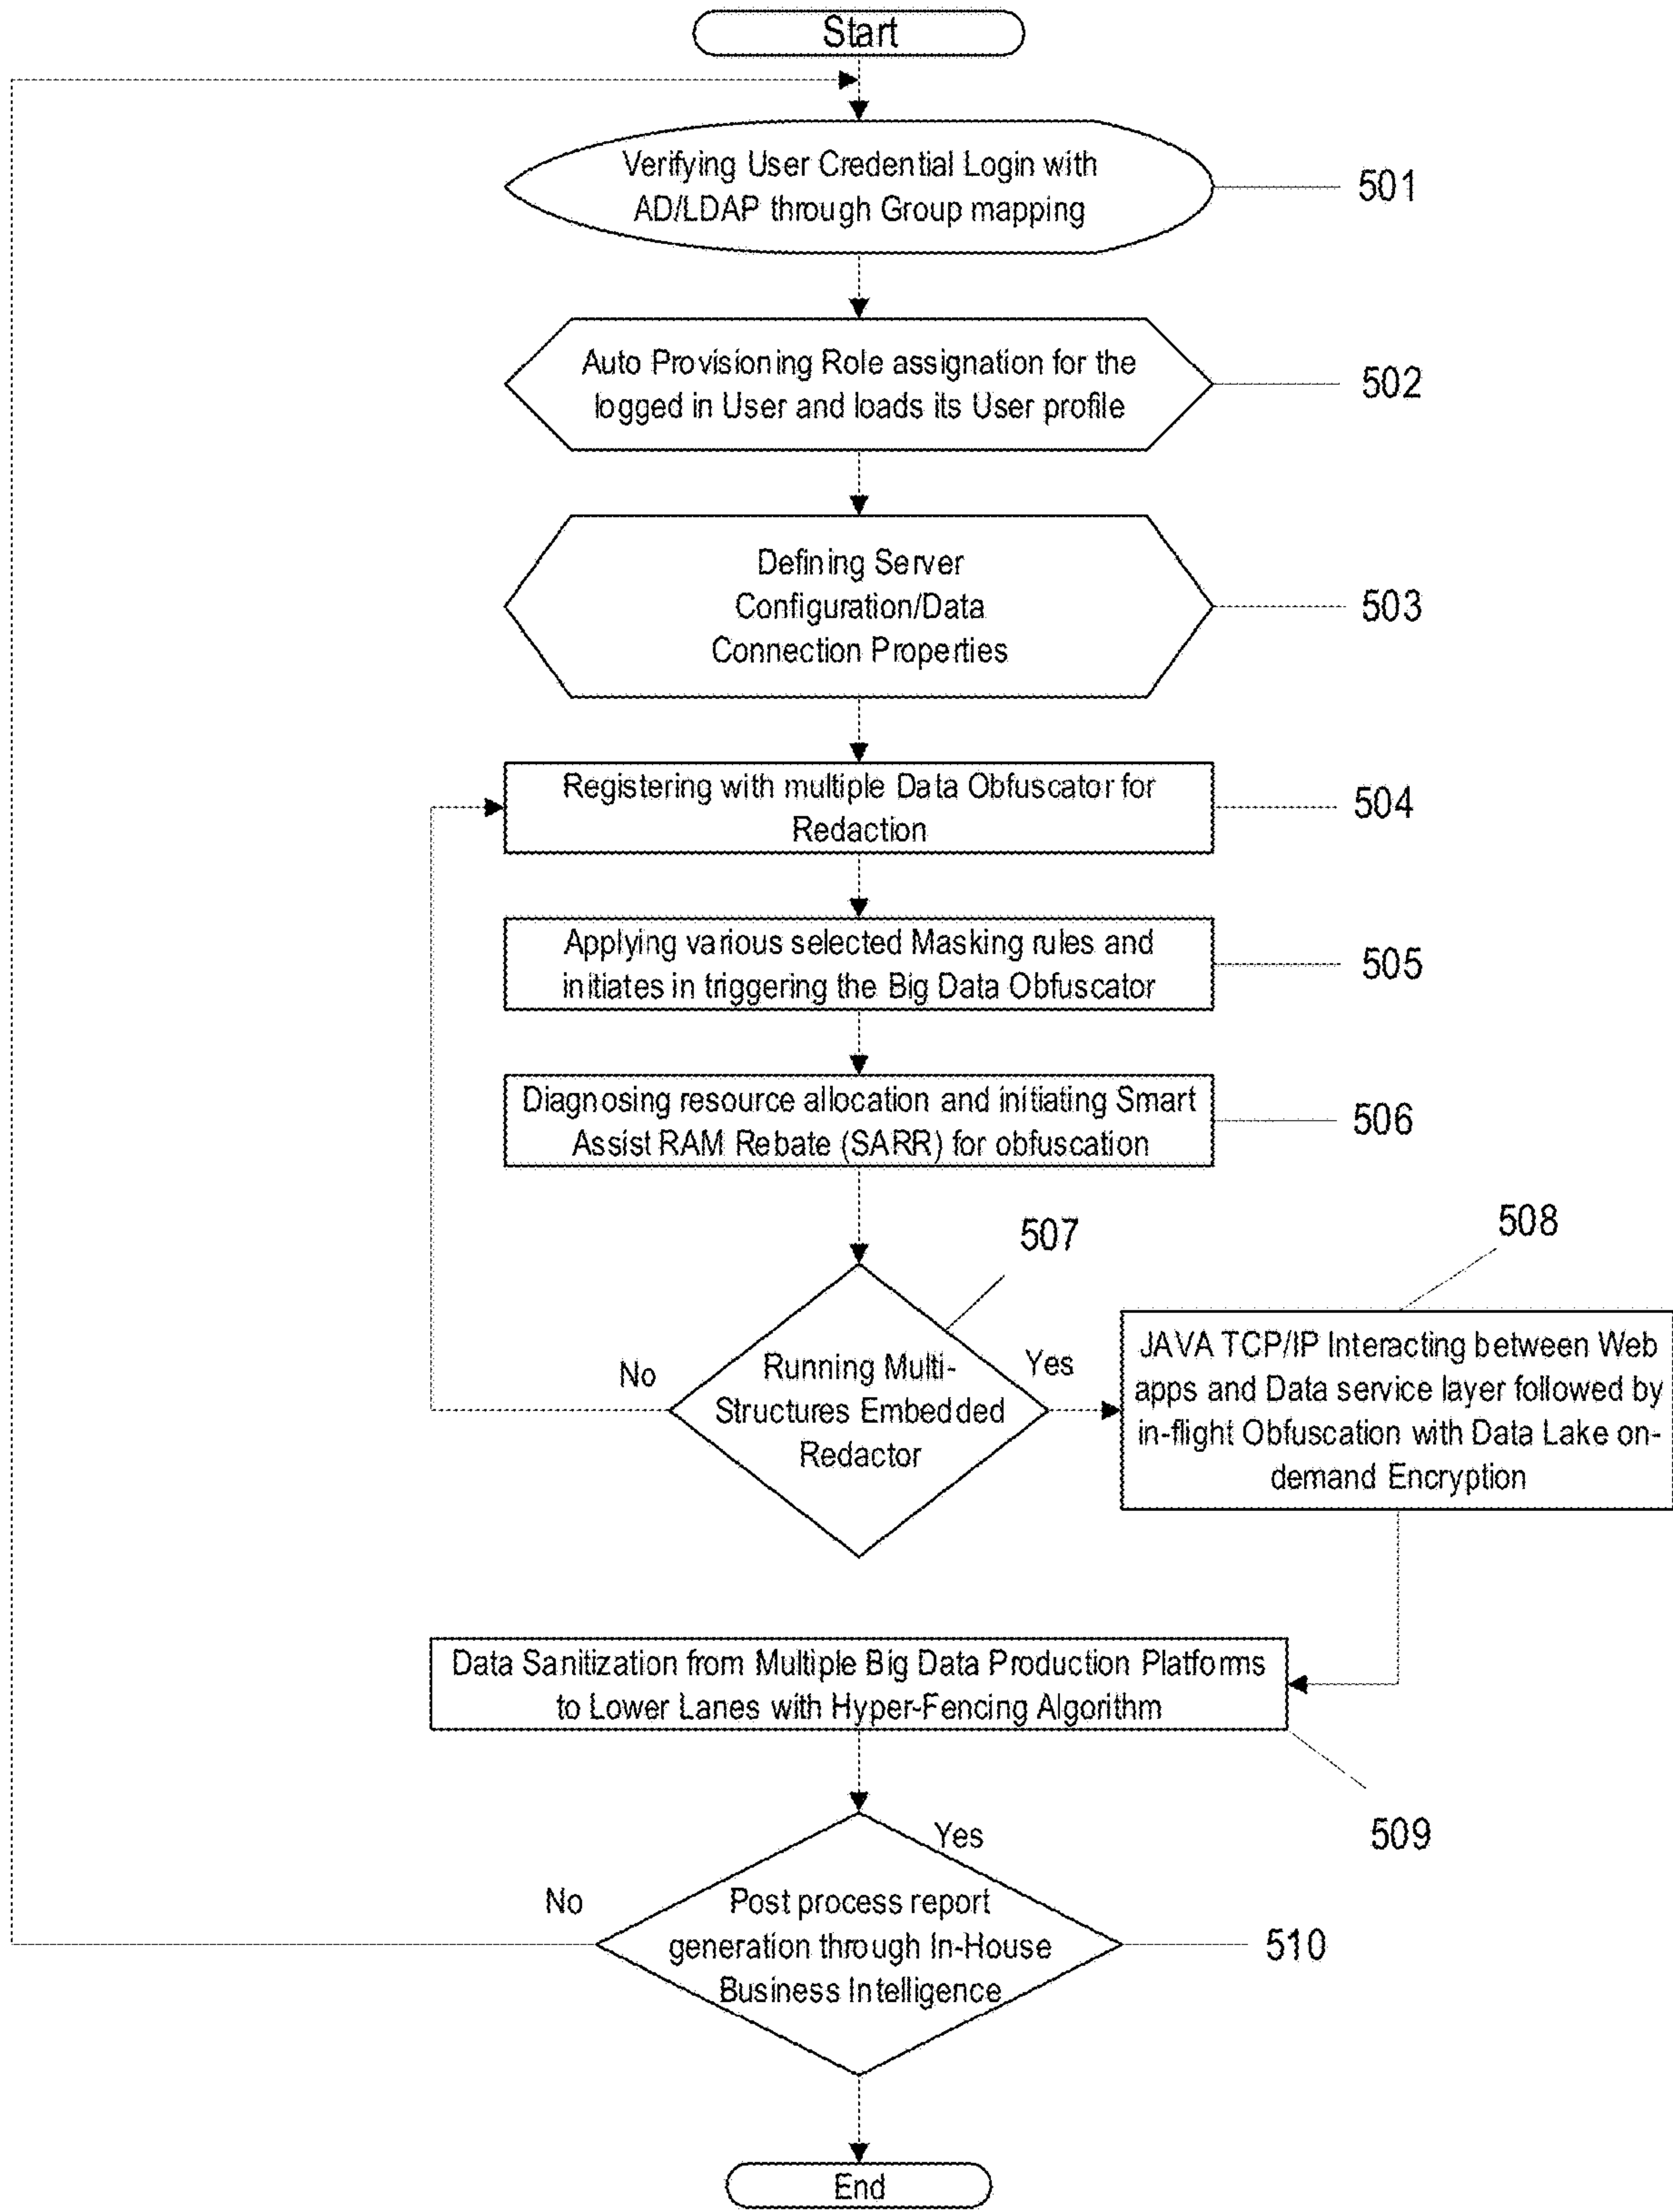 Start
Verifying User Credential Login with
AD/LDAP through Group mapping
501
Auto Provisioning Role assignation for the
logged in User and loads its User profile
502
Defining Server
Configuration/Data
Connection Properties
503
Registering with multiple Data Obfuscator for
Redaction
504
Applying various selected Masking rules and
initiates in triggering the Big Data Obfuscator
505
Diagnosing resource allocation and initiating Smart
Assist RAM Rebate (SARR) for obfuscation
506
507
508
No
Running Multi-
Structures Embedded
Redactor
Yes
JAVA TCP/IP Interacting between Web
apps and Data service layer followed by
in-flight Obfuscation with Data Lake on-
demand Encryption
Data Sanitization from Multiple Big Data Production Platforms
to Lower Lanes with Hyper-Fencing Algorithm
509
Yes
No
Post process report
generation through In-House
Business Intelligence
510
End